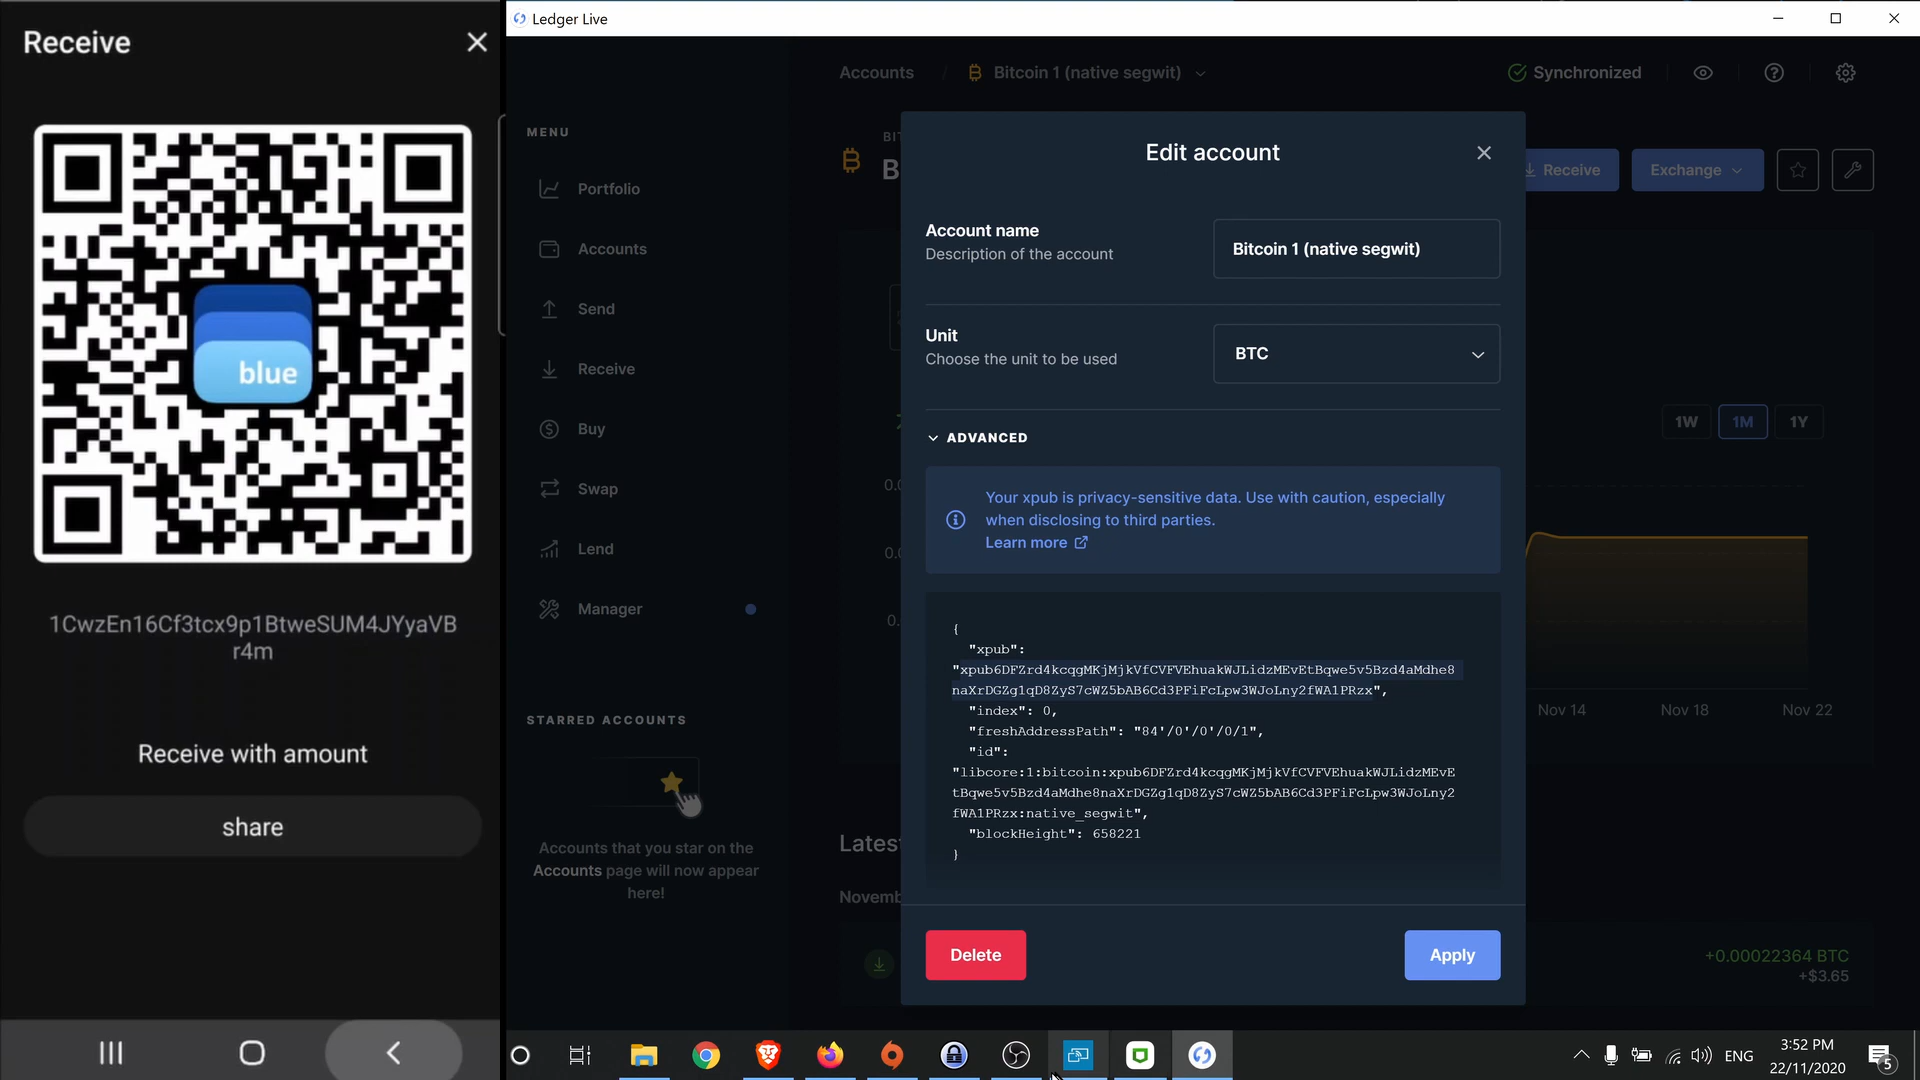 Receive
blue
1CwzEn16Cf3tcx9p1BtweSUM4JYyaVB
r4m
Receive with amount
share
Ledger Live
Accounts / Bitcoin 1 (native segwit)
Synchronized
MENU
Portfolio
Accounts
Send
Receive
Buy
Swap
Lend
Manager
STARRED ACCOUNTS
Accounts that you star on the
Accounts page will now appear
here!
Receive
Exchange
1W
1M
1Y
Nov 14
Nov 18
Nov 22
+0.00022364 BTC
+$3.65
Edit account
Account name
Description of the account
Bitcoin 1 (native segwit)
Unit
Choose the unit to be used
BTC
ADVANCED
Your xpub is privacy-sensitive data. Use with caution, especially
when disclosing to third parties.
Learn more
{
"xpub":
"xpub6DFZrd4kcqgMKjMjkVfCVFVEhuakWJLidzMEvEtBqwe5v5Bzd4aMdhe8
naXrDGZg1qD8ZyS7cWZ5bAB6Cd3PFiFcLpw3WJoLny2fWA1PRzx",
"index": 0,
"freshAddressPath": "84'/0'/0'/0/1",
"id":
"libcore:1:bitcoin:xpub6DFZrd4kcqgMKjMjkVfCVFVEhuakWJLidzMEvE
tBqwe5v5Bzd4aMdhe8naXrDGZg1qD8ZyS7cWZ5bAB6Cd3PFiFcLpw3WJoLny2
fWA1PRzx:native_segwit",
"blockHeight": 658221
}
Delete
Apply
ENG
3:52 PM
22/11/2020
5